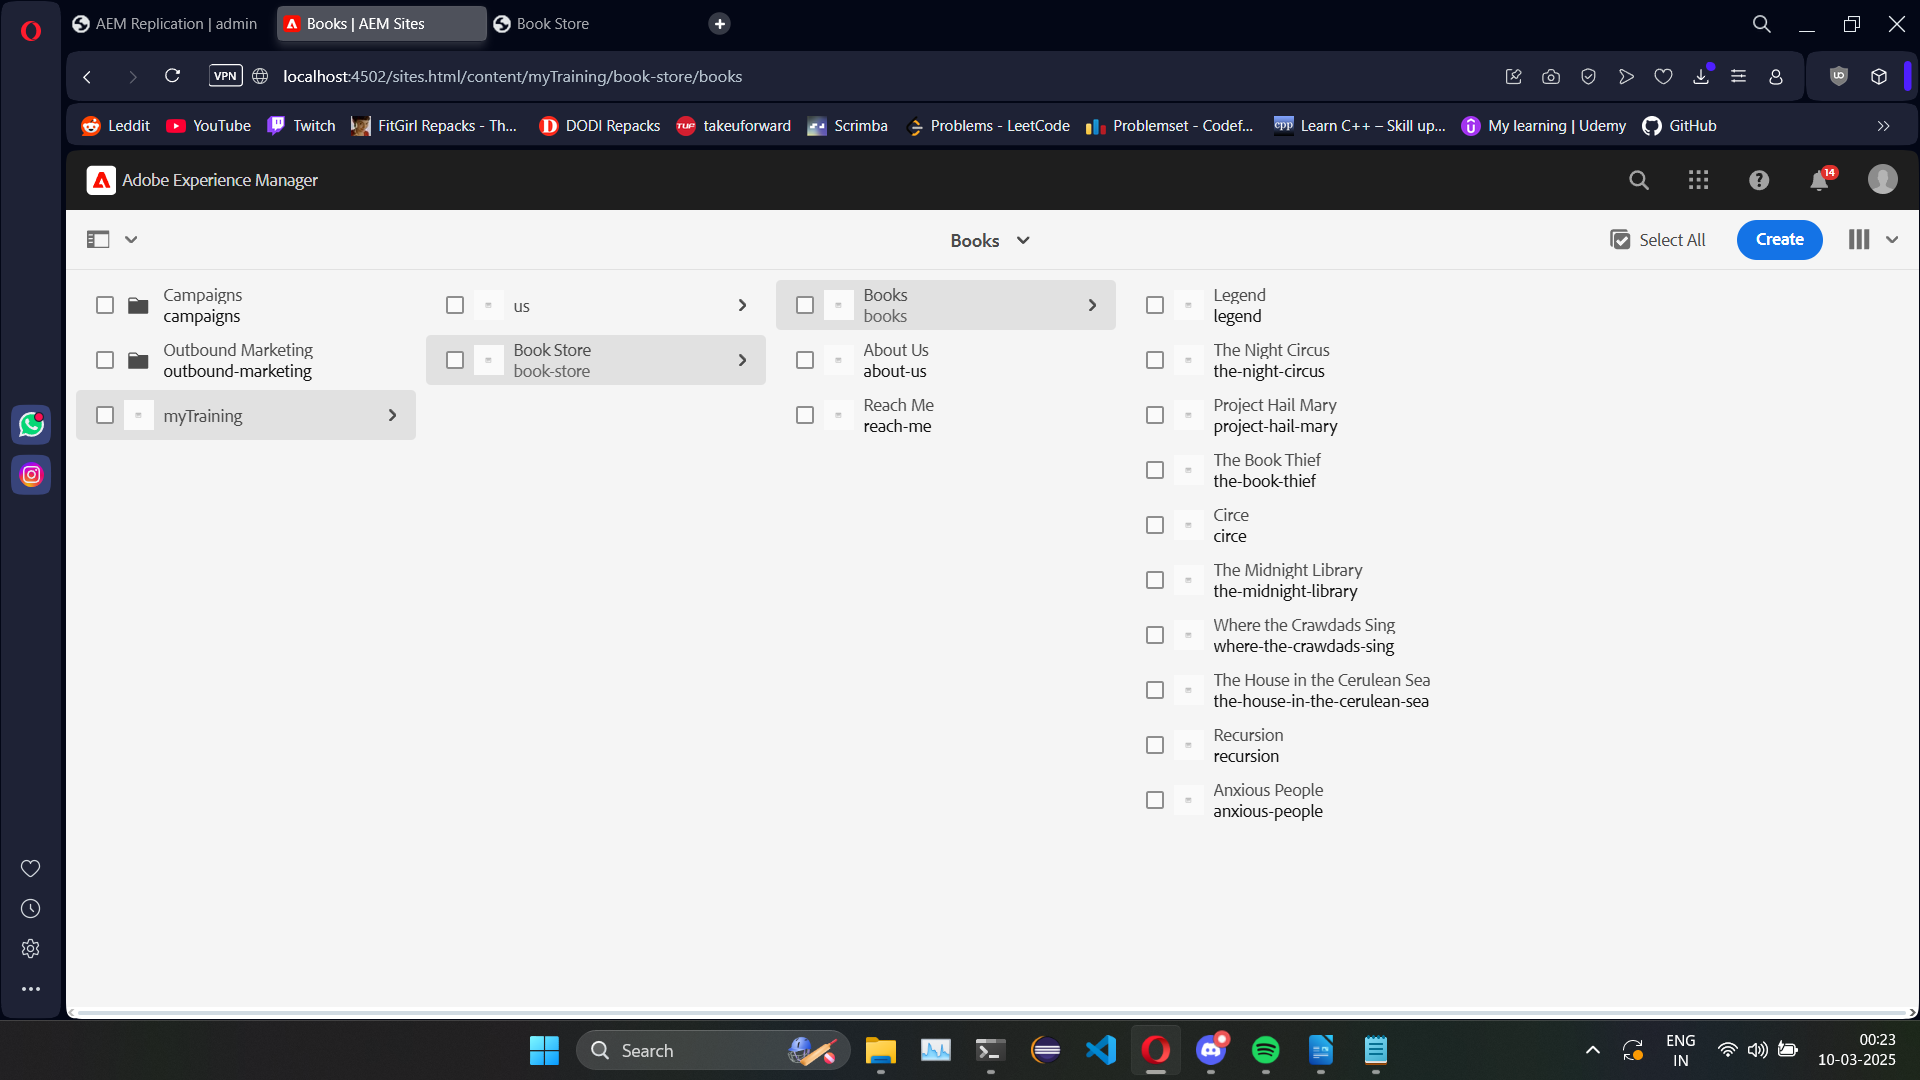 AEM Replication | admin
Books | AEM Sites
Book Store
VPN
localhost:4502/sites.html/content/myTraining/book-store/books
Leddit
YouTube
Twitch
FitGirl Repacks - Th...
DODI Repacks
takeuforward
Scrimba
Problems - LeetCode
Problemset - Codef...
Learn C++ – Skill up...
My learning | Udemy
GitHub
Adobe Experience Manager
14
Books
Select All
Create
Campaigns
campaigns
Outbound Marketing
outbound-marketing
myTraining
us
Book Store
book-store
Books
books
About Us
about-us
Reach Me
reach-me
Legend
legend
The Night Circus
the-night-circus
Project Hail Mary
project-hail-mary
The Book Thief
the-book-thief
Circe
circe
The Midnight Library
the-midnight-library
Where the Crawdads Sing
where-the-crawdads-sing
The House in the Cerulean Sea
the-house-in-the-cerulean-sea
Recursion
recursion
Anxious People
anxious-people
Search
ENG
IN
00:23
10-03-2025